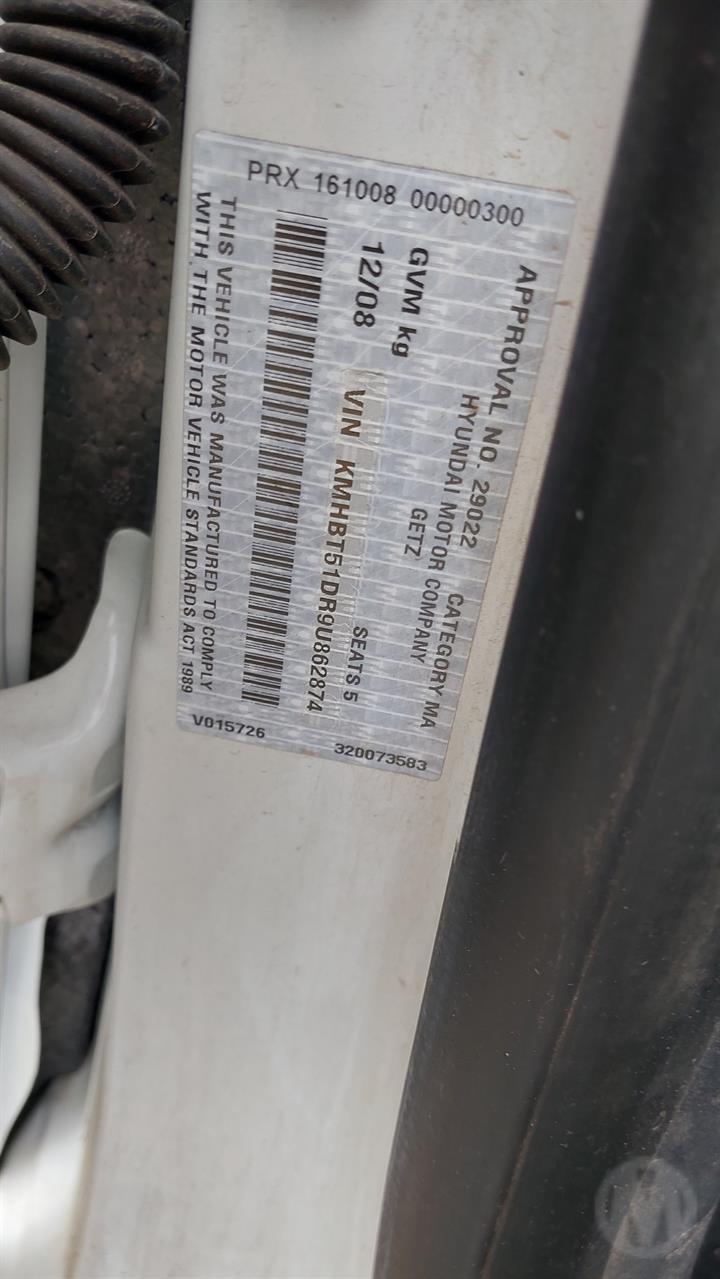 PRX 161008 00000300
APPROVAL NO. 29022 CATEGORY MA
HYUNDAI MOTOR COMPANY
GETZ
GVM kg
12/08 SEATS 5
VIN KMHBT51DR9U862874
THIS VEHICLE WAS MANUFACTURED TO COMPLY
WITH THE MOTOR VEHICLE STANDARDS ACT 1989
V015726 320073583
M